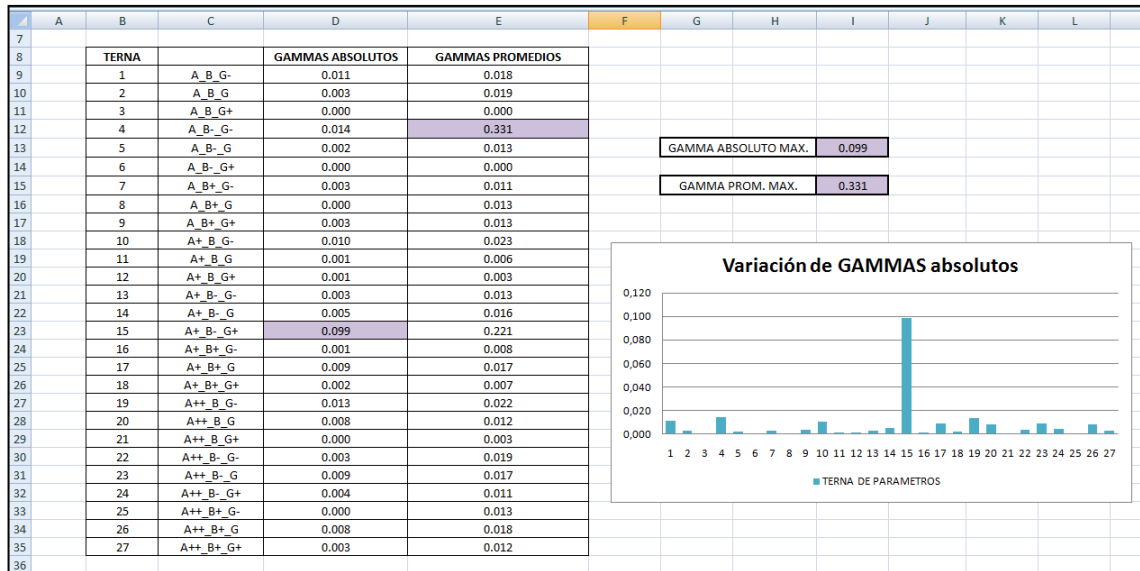 A B C D E F G H I J K L
7
8 TERNA GAMMAS ABSOLUTOS GAMMAS PROMEDIOS
9 1 A_B_G- 0.011 0.018
10 2 A_B_G 0.003 0.019
11 3 A_B_G+ 0.000 0.000
12 4 A_B-_G- 0.014 0.331
13 5 A_B-_G 0.002 0.013 GAMMA ABSOLUTO MAX. 0.099
14 6 A_B-_G+ 0.000 0.000
15 7 A_B+_G- 0.003 0.011 GAMMA PROM. MAX. 0.331
16 8 A_B+_G 0.000 0.013
17 9 A_B+_G+ 0.003 0.013
18 10 A+_B_G- 0.010 0.023
19 11 A+_B_G 0.001 0.006
20 12 A+_B_G+ 0.001 0.003
21 13 A+_B-_G- 0.003 0.013
22 14 A+_B-_G 0.005 0.016
23 15 A+_B-_G+ 0.099 0.221
24 16 A+_B+_G- 0.001 0.008
25 17 A+_B+_G 0.009 0.017
26 18 A+_B+_G+ 0.002 0.007
27 19 A++_B_G- 0.013 0.022
28 20 A++_B_G 0.008 0.012
29 21 A++_B_G+ 0.000 0.003
30 22 A++_B-_G- 0.003 0.019
31 23 A++_B-_G 0.009 0.017
32 24 A++_B-_G+ 0.004 0.011
33 25 A++_B+_G- 0.000 0.013
34 26 A++_B+_G 0.008 0.018
35 27 A++_B+_G+ 0.003 0.012
36
Variación de GAMMAS absolutos
0,120
0,100
0,080
0,060
0,040
0,020
0,000
1 2 3 4 5 6 7 8 9 10 11 12 13 14 15 16 17 18 19 20 21 22 23 24 25 26 27
TERNA DE PARAMETROS